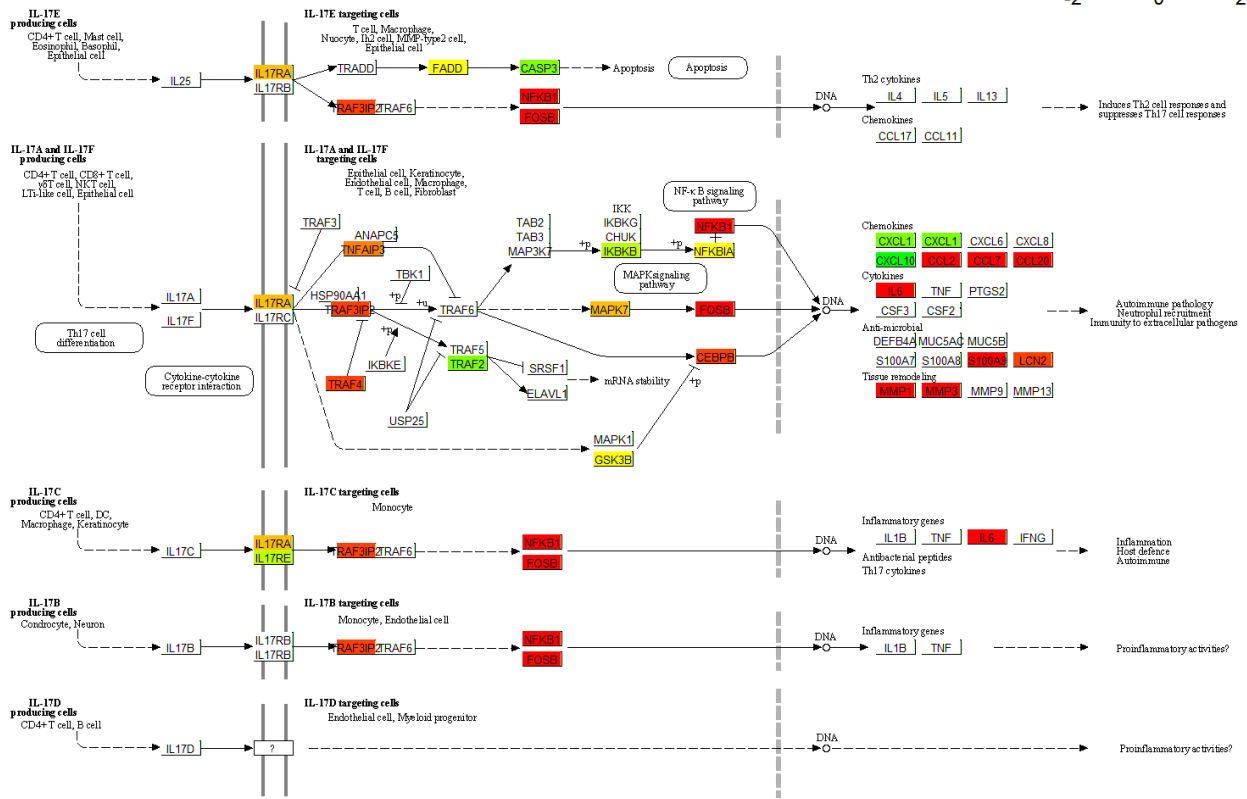 -2 0 2
IL-17E
producing cells
CD4+ T cell, Mast cell,
Eosinophil, Basophil,
Epithelial cell
IL-17E targeting cells
T cell, Macrophage,
Nuocyte, Th2 cell, MMP-type2 cell,
Epithelial cell
IL25
IL17RA
IL17RB
TRADD
FADD
CASP3
Apoptosis
Apoptosis
TRAF3IP2
TRAF6
NFKB1
FOSB
DNA
Th2 cytokines
IL4 IL5 IL13
Chemokines
CCL17 CCL11
Induces Th2 cell responses and
suppresses Th17 cell responses
IL-17A and IL-17F
producing cells
CD4+ T cell, CD8+ T cell,
γδT cell, NKT cell,
LTi-like cell, Epithelial cell
IL-17A and IL-17F
targeting cells
Epithelial cell, Keratinocyte,
Endothelial cell, Macrophage,
T cell, B cell, Fibroblast
TRAF3
ANAPC5
TNFAIP3
TBK1
+p
+u
HSP90AA1
TRAF3IP2
TRAF6
IL17A
IL17F
IL17RA
IL17RC
Th17 cell
differentiation
Cytokine-cytokine
receptor interaction
+p
IKBKE
TRAF4
TRAF5
TRAF2
USP25
SRSF1
ELAVL1
mRNA stability
TAB2
TAB3
MAP3K7
+p
IKK
IKBKG
CHUK
IKBKB
+p
NF-κB signaling
pathway
NFKB1
NFKBIA
MAPK signaling
pathway
MAPK7
FOSB
CEBPB
+p
MAPK1
GSK3B
DNA
Chemokines
CXCL1 CXCL1 CXCL6 CXCL8
CXCL10 CCL2 CCL7 CCL20
Cytokines
IL6 TNF PTGS2
CSF3 CSF2
Anti-microbial
DEFB4A MUC5AC MUC5B
S100A7 S100A8 S100A9 LCN2
Tissue remodeling
MMP1 MMP3 MMP9 MMP13
Autoimmune pathology
Neutrophil recruitment
Immunity to extracellular pathogens
IL-17C
producing cells
CD4+ T cell, DC,
Macrophage, Keratinocyte
IL-17C targeting cells
Monocyte
IL17C
IL17RA
IL17RE
TRAF3IP2
TRAF6
NFKB1
FOSB
DNA
Inflammatory genes
IL1B TNF IL6 IFNG
Antibacterial peptides
Th17 cytokines
Inflammation
Host defence
Autoimmune
IL-17B
producing cells
Condrocyte, Neuron
IL-17B targeting cells
Monocyte, Endothelial cell
IL17B
IL17RB
IL17RB
TRAF3IP2
TRAF6
NFKB1
FOSB
DNA
Inflammatory genes
IL1B TNF
Proinflammatory activities?
IL-17D
producing cells
CD4+ T cell, B cell
IL-17D targeting cells
Endothelial cell, Myeloid progenitor
IL17D
?
DNA
Proinflammatory activities?